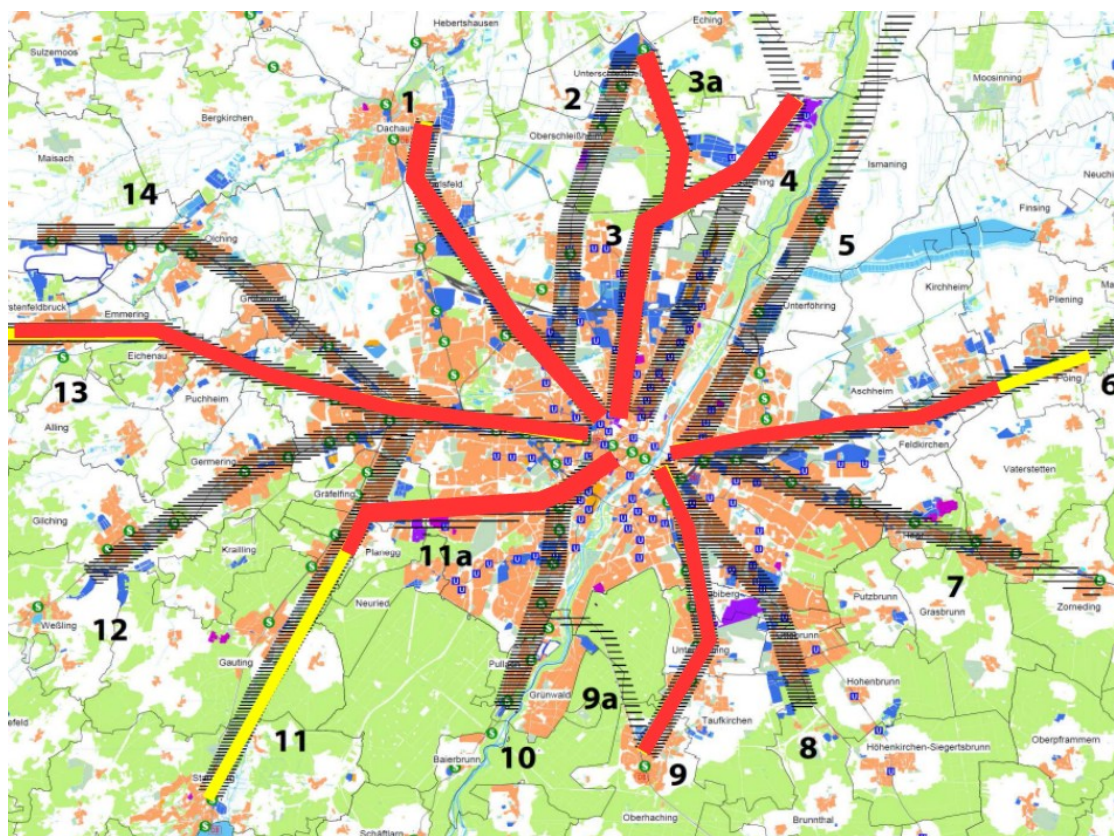 Hebertshausen
Eching
Sulzemoos
Unterschleißheim
3a
Moosinning
2
1
Bergkirchen
Dachau
Oberschleißheim
Maisach
Ismaning
14
4
Finsing
Olching
3
5
Kirchheim
Pliening
Emmering
Unterföhring
Eichenau
Poing
6
13
Puchheim
Aschheim
Alling
Feldkirchen
Germering
Vaterstetten
Gräfelfing
Gilching
Krailling
Planegg
11a
7
Neuried
Putzbrunn
Grasbrunn
Zorneding
12
Weßling
Gauting
Hohenbrunn
Grünwald
9a
Taufkirchen
11
10
9
8
Baierbrunn
Höhenkirchen-Siegertsbrunn
Oberpframmern
Oberhaching
Brunnthal
Schäftlarn